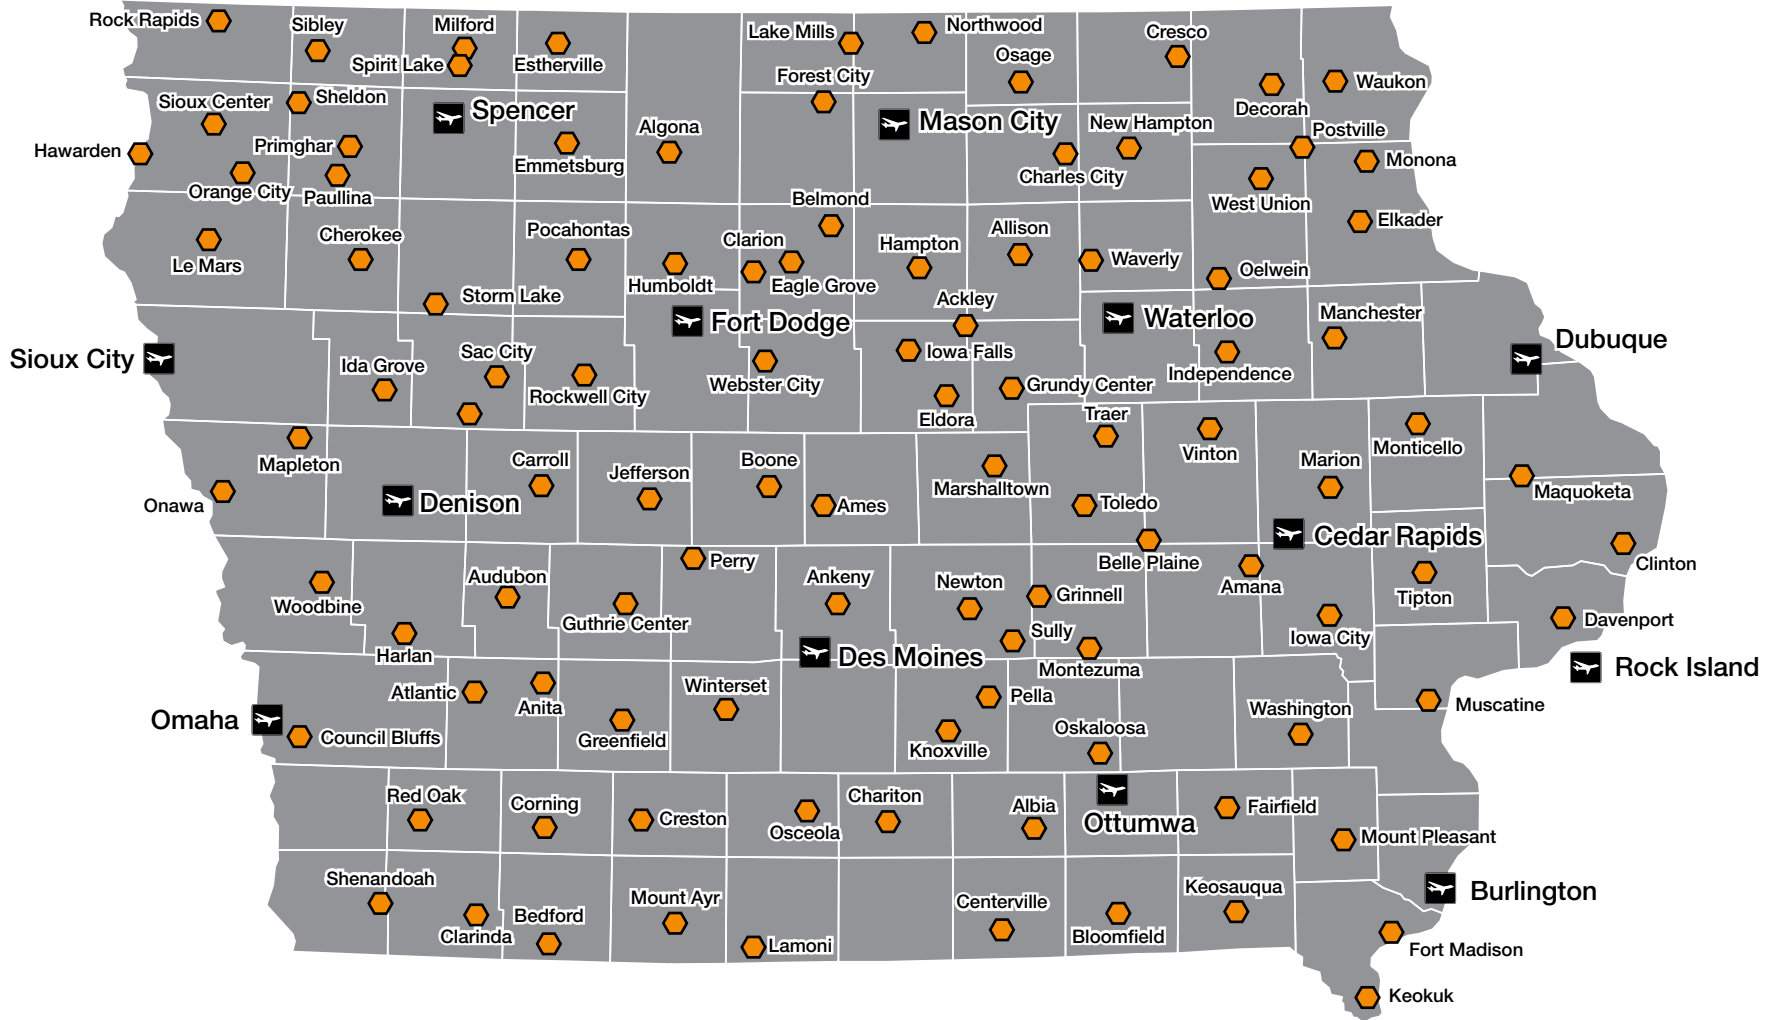 Rock Rapids
Sibley
Milford
Spirit Lake
Estherville
Lake Mills
Northwood
Forest City
Osage
Cresco
Decorah
Waukon
Sioux Center
Sheldon
Spencer
Mason City
Algona
Emmetsburg
New Hampton
Postville
Hawarden
Primghar
Orange City
Paullina
Charles City
Monona
West Union
Elkader
Belmond
Le Mars
Cherokee
Pocahontas
Clarion
Hampton
Allison
Waverly
Oelwein
Humboldt
Eagle Grove
Storm Lake
Ackley
Fort Dodge
Waterloo
Manchester
Dubuque
Sioux City
Ida Grove
Sac City
Iowa Falls
Rockwell City
Webster City
Independence
Grundy Center
Eldora
Traer
Vinton
Monticello
Mapleton
Carroll
Jefferson
Boone
Marion
Marshalltown
Maquoketa
Onawa
Denison
Ames
Toledo
Cedar Rapids
Perry
Belle Plaine
Clinton
Audubon
Ankeny
Newton
Grinnell
Amana
Tipton
Woodbine
Guthrie Center
Sully
Iowa City
Davenport
Harlan
Des Moines
Montezuma
Rock Island
Atlantic
Anita
Winterset
Pella
Muscatine
Omaha
Council Bluffs
Greenfield
Knoxville
Oskaloosa
Washington
Red Oak
Corning
Creston
Osceola
Chariton
Albia
Ottumwa
Fairfield
Mount Pleasant
Shenandoah
Clarinda
Bedford
Mount Ayr
Lamoni
Centerville
Bloomfield
Keosauqua
Burlington
Fort Madison
Keokuk